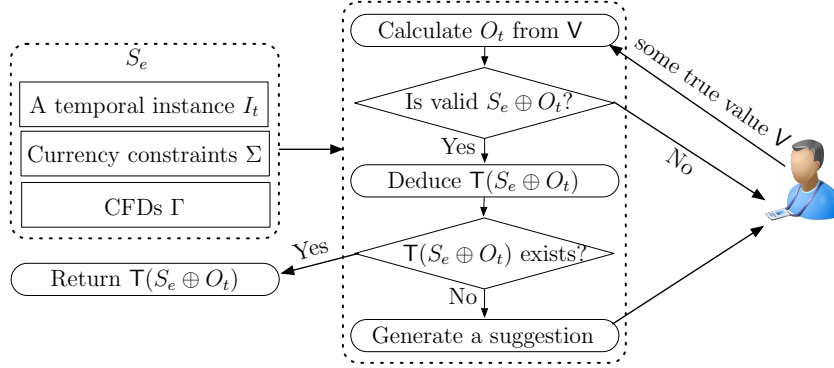 S_e
A temporal instance I_t
Currency constraints Σ
CFDs Γ
Calculate O_t from V
Is valid S_e ⊕ O_t?
Yes
No
some true value V
Deduce T(S_e ⊕ O_t)
T(S_e ⊕ O_t) exists?
Yes
Return T(S_e ⊕ O_t)
No
Generate a suggestion